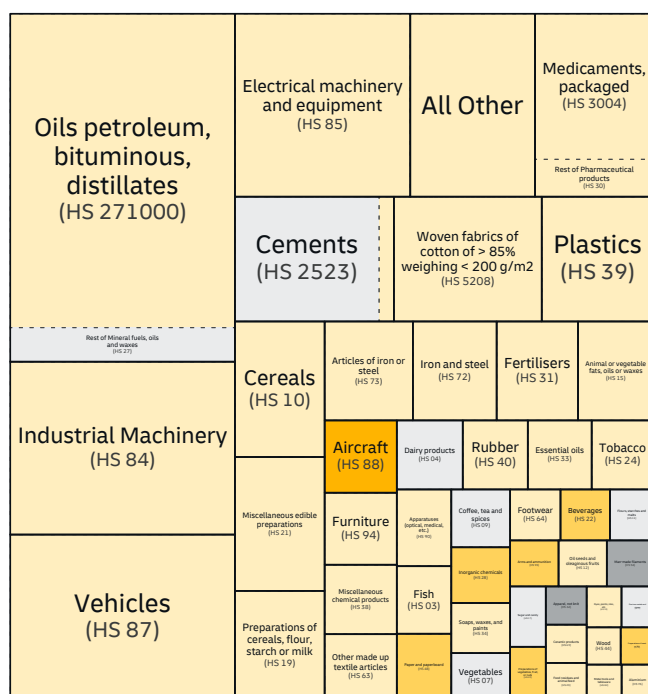 Oils petroleum,
bituminous,
distillates
(HS 271000)
Rest of Mineral fuels, oils
and waxes
(HS 27)
Industrial Machinery
(HS 84)
Vehicles
(HS 87)
Electrical machinery
and equipment
(HS 85)
All Other
Medicaments,
packaged
(HS 3004)
Rest of Pharmaceutical
products
(HS 30)
Cements
(HS 2523)
Woven fabrics of
cotton of > 85%
weighing < 200 g/m2
(HS 5208)
Plastics
(HS 39)
Cereals
(HS 10)
Miscellaneous edible
preparations
(HS 21)
Preparations of
cereals, flour,
starch or milk
(HS 19)
Articles of iron or
steel
(HS 73)
Iron and steel
(HS 72)
Fertilisers
(HS 31)
Animal or vegetable
fats, oils or waxes
(HS 15)
Aircraft
(HS 88)
Dairy products
(HS 04)
Rubber
(HS 40)
Essential oils
(HS 33)
Tobacco
(HS 24)
Furniture
(HS 94)
Miscellaneous
chemical products
(HS 38)
Other made up
textile articles
(HS 63)
Apparatuses
(optical, medical,
etc.)
(HS 90)
Fish
(HS 03)
Paper and paperboard
Coffee, tea and
spices
(HS 09)
Inorganic chemicals
(HS 28)
Soaps, waxes, and
paints
(HS 34)
Vegetables
(HS 07)
Footwear
(HS 64)
Beverages
(HS 22)
Arms and ammunition
Oil seeds and
oleaginous fruits
(HS 12)
Ceramic products
Wood
(HS 44)
Aluminium